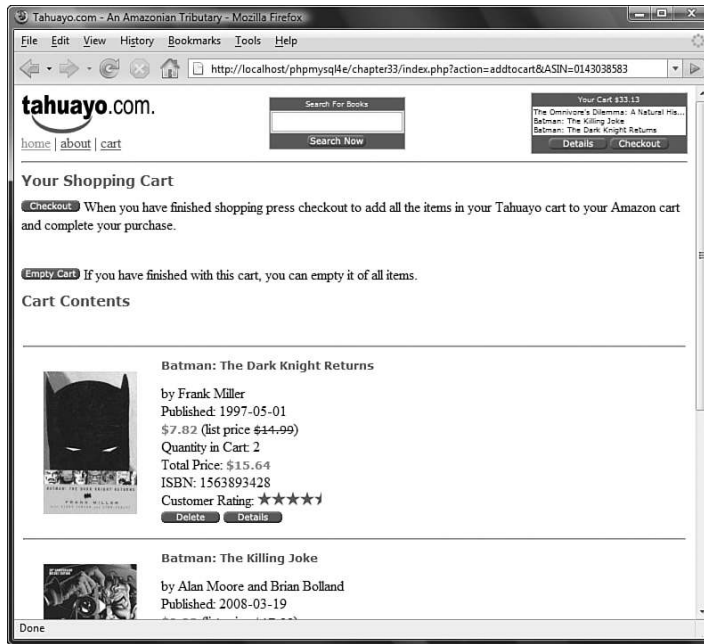 Tahuayo.com - An Amazonian Tributary - Mozilla Firefox
File Edit View History Bookmarks Tools Help
http://localhost/phpmysql4e/chapter33/index.php?action=addtocart&ASIN=0143038583
tahuayo.com.
home | about | cart
Search For Books
Search Now
Your Cart $33.13
The Omnivore's Dilemma: A Natural His...
Batman: The Killing Joke
Batman: The Dark Knight Returns
Details Checkout
Your Shopping Cart
Checkout When you have finished shopping press checkout to add all the items in your Tahuayo cart to your Amazon cart
and complete your purchase.
Empty Cart If you have finished with this cart, you can empty it of all items.
Cart Contents
BATMAN: THE DARK KNIGHT RETURNS
FRANK MILLER
Batman: The Dark Knight Returns
by Frank Miller
Published: 1997-05-01
$7.82 (list price $14.99)
Quantity in Cart: 2
Total Price: $15.64
ISBN: 1563893428
Customer Rating:
Delete Details
Batman: The Killing Joke
by Alan Moore and Brian Bolland
Published: 2008-03-19
Done